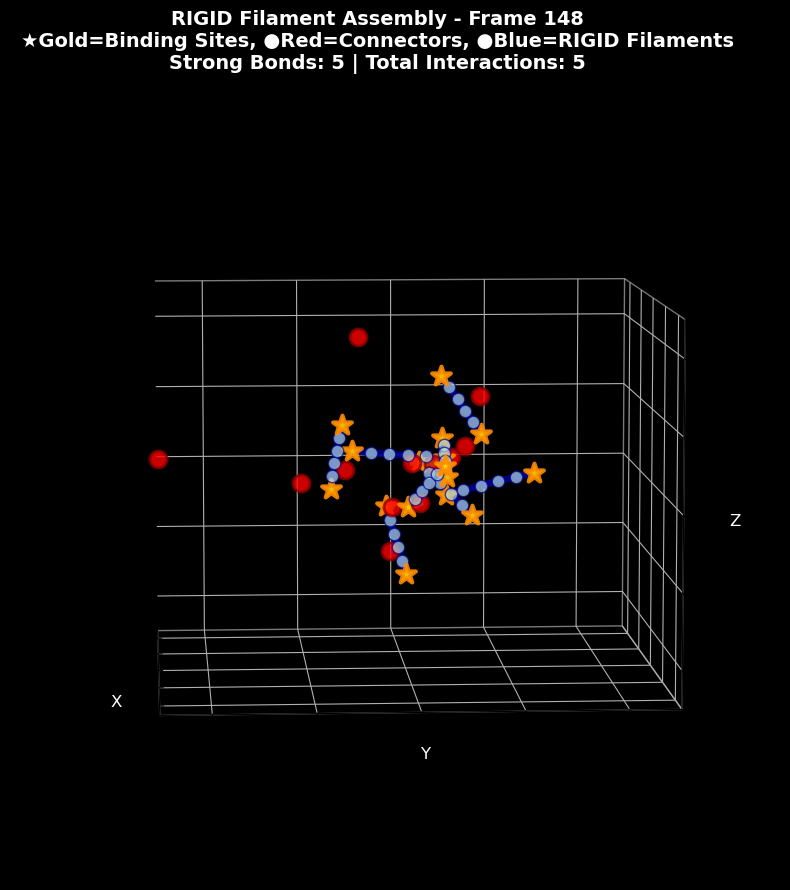 RIGID Filament Assembly - Frame 148
★Gold=Binding Sites, ●Red=Connectors, ●Blue=RIGID Filaments
Strong Bonds: 5 | Total Interactions: 5
Z
X
Y